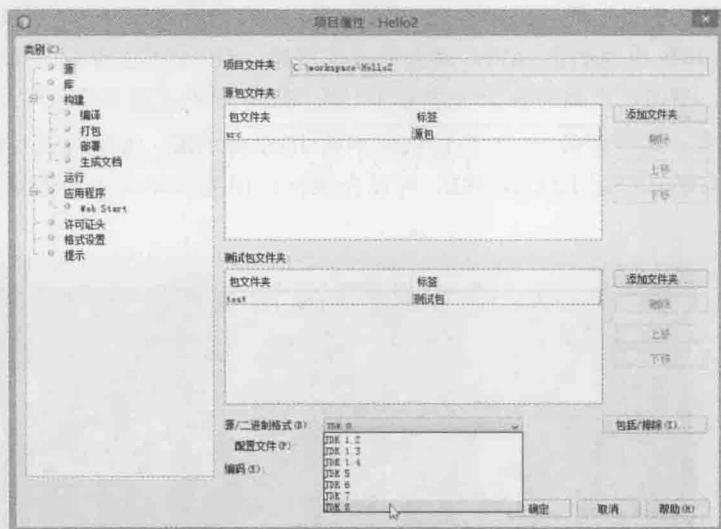 项目属性 - Hello2
类别(C):
源
库
构建
编译
打包
部署
生成文档
运行
应用程序
Web Start
许可证头
格式设置
提示
项目文件夹: C:\workspace\Hello2
源包文件夹:
包文件夹 标签
src 源包
添加文件夹...
删除
上移
下移
测试包文件夹:
包文件夹 标签
test 测试包
添加文件夹...
删除
上移
下移
源/二进制格式(B): JDK 8
包括/排除(I)...
配置文件(P):
编码(E):
JDK 1.2
JDK 1.3
JDK 1.4
JDK 5
JDK 6
JDK 7
JDK 8
确定 取消 帮助(H)